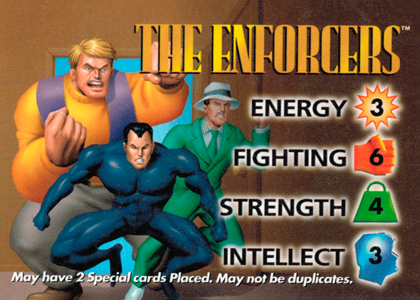 THE ENFORCERS™
ENERGY 3
FIGHTING 6
STRENGTH 4
INTELLECT 3
May have 2 Special cards Placed. May not be duplicates.